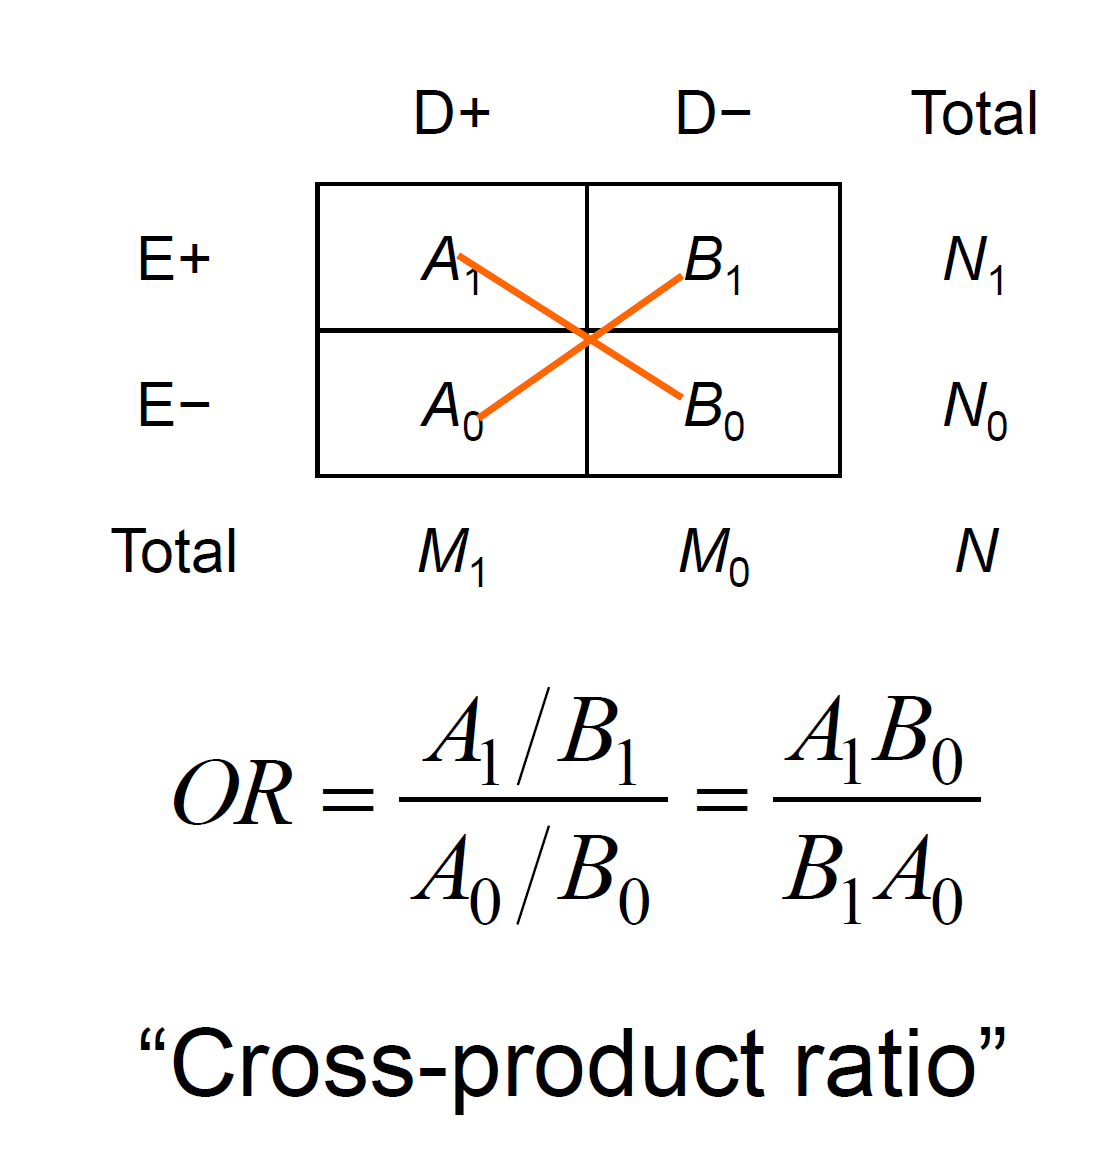 D+ D− Total
E+ A₁ B₁ N₁
E− A₀ B₀ N₀
Total M₁ M₀ N
OR = (A₁/B₁)/(A₀/B₀) = (A₁B₀)/(B₁A₀)
“Cross-product ratio”